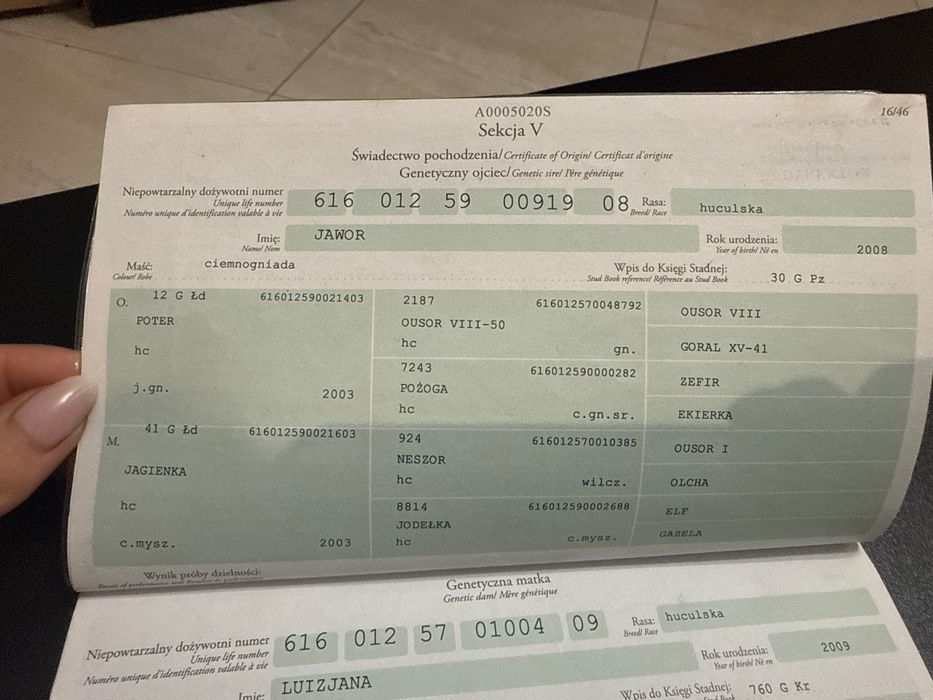 A0005020S
16/46
Sekcja V
Świadectwo pochodzenia/ Certificate of Origin/ Certificat d'origine
Genetyczny ojciec/ Genetic sire/ Père génétique
Niepowtarzalny dożywotni numer 616 012 59 00919 08 Rasa: huculska
Unique life number Breed/ Race
Numéro unique d'identification valable à vie
Imię: JAWOR Rok urodzenia: 2008
Name/ Nom Year of birth/ Né en
Maść: ciemnogniada Wpis do Księgi Stadnej: 30 G Pz
Colour/ Robe Stud Book reference/ Référence au Stud Book
O. 12 G Łd 616012590021403
POTER
hc
j.gn. 2003
2187 616012570048792
OUSOR VIII-50
hc gn.
7243 616012590000282
POŻOGA
hc c.gn.sr.
OUSOR VIII
GORAL XV-41
ZEFIR
EKIERKA
M. 41 G Łd 616012590021603
JAGIENKA
hc
c.mysz. 2003
924 616012570010385
NESZOR
hc wilcz.
8814 616012590002688
JODEŁKA
hc c.mysz.
OUSOR I
OLCHA
ELF
GAZELA
Wynik próby dzielności:
Genetyczna matka
Genetic dam/ Mère génétique
Niepowtarzalny dożywotni numer 616 012 57 01004 09 Rasa: huculska
Unique life number Breed/ Race
Numéro unique d'identification valable à vie
Imię: LUIZJANA Rok urodzenia: 2009
Year of birth/ Né en
Wpis do Księgi Stadnej: 760 G Kr